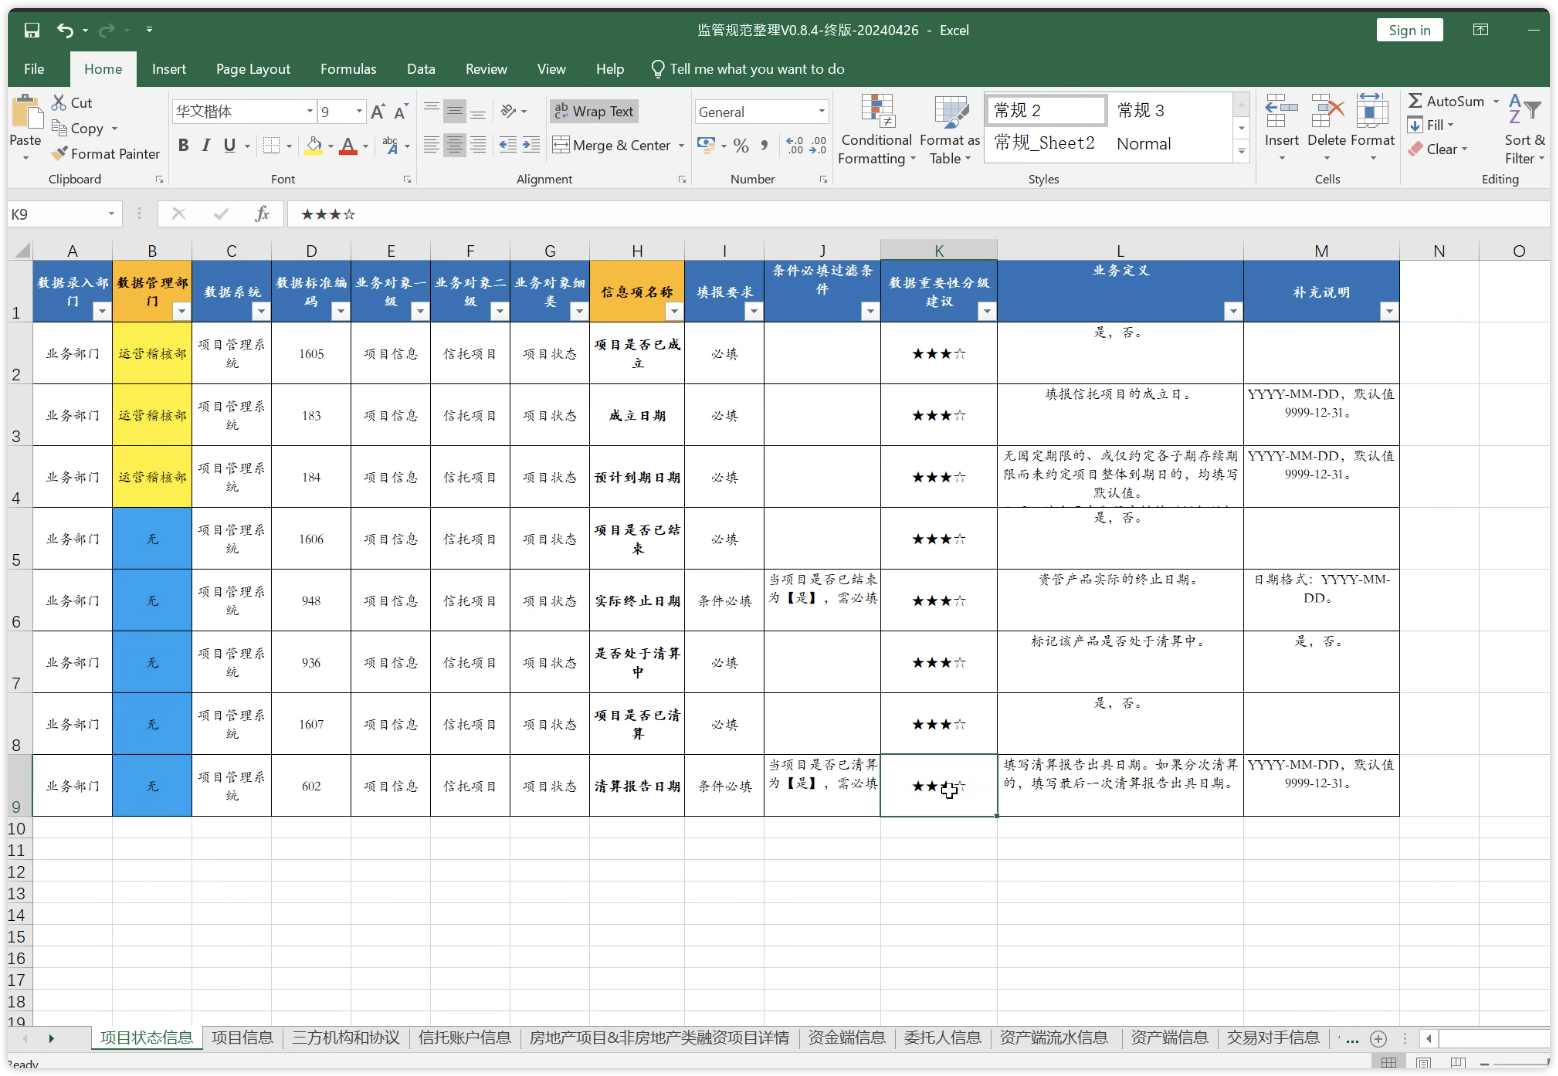 监管规范整理V0.8.4-终版-20240426 - Excel
Sign in
File Home Insert Page Layout Formulas Data Review View Help Tell me what you want to do
Paste
Cut
Copy
Format Painter
Clipboard
华文楷体 9
B I U
Font
Wrap Text
Merge & Center
Alignment
General
Number
Conditional Formatting
Format as Table
常规 2 常规 3
常规_Sheet2 Normal
Styles
Insert Delete Format
Cells
AutoSum
Fill
Clear
Sort & Filter
Editing
K9 fx ★★★☆
A B C D E F G H I J K L M N O
1 数据录入部门 数据管理部门 数据系统 数据标准编码 业务对象一级 业务对象二级 业务对象细类 信息项名称 填报要求 条件必填过滤条件 数据重要性分级建议 业务定义 补充说明
2 业务部门 运营稽核部 项目管理系统 1605 项目信息 信托项目 项目状态 项目是否已成立 必填 ★★★☆ 是，否。
3 业务部门 运营稽核部 项目管理系统 183 项目信息 信托项目 项目状态 成立日期 必填 ★★★☆ 填报信托项目的成立日。 YYYY-MM-DD，默认值9999-12-31。
4 业务部门 运营稽核部 项目管理系统 184 项目信息 信托项目 项目状态 预计到期日期 必填 ★★★☆ 无固定期限的、或仅约定各子期存续期限而未约定项目整体到期日的，均填写默认值。 YYYY-MM-DD，默认值9999-12-31。
5 业务部门 无 项目管理系统 1606 项目信息 信托项目 项目状态 项目是否已结束 必填 ★★★☆ 是，否。
6 业务部门 无 项目管理系统 948 项目信息 信托项目 项目状态 实际终止日期 条件必填 当项目是否已结束为【是】，需必填 ★★★☆ 资管产品实际的终止日期。 日期格式：YYYY-MM-DD。
7 业务部门 无 项目管理系统 936 项目信息 信托项目 项目状态 是否处于清算中 必填 ★★★☆ 标记该产品是否处于清算中。 是，否。
8 业务部门 无 项目管理系统 1607 项目信息 信托项目 项目状态 项目是否已清算 必填 ★★★☆ 是，否。
9 业务部门 无 项目管理系统 602 项目信息 信托项目 项目状态 清算报告日期 条件必填 当项目是否已清算为【是】，需必填 ★★★☆ 填写清算报告出具日期。如果分次清算的，填写最后一次清算报告出具日期。 YYYY-MM-DD，默认值9999-12-31。
10
11
12
13
14
15
16
17
18
19
项目状态信息 项目信息 三方机构和协议 信托账户信息 房地产项目&非房地产类融资项目详情 资金端信息 委托人信息 资产端流水信息 资产端信息 交易对手信息 ...
Ready